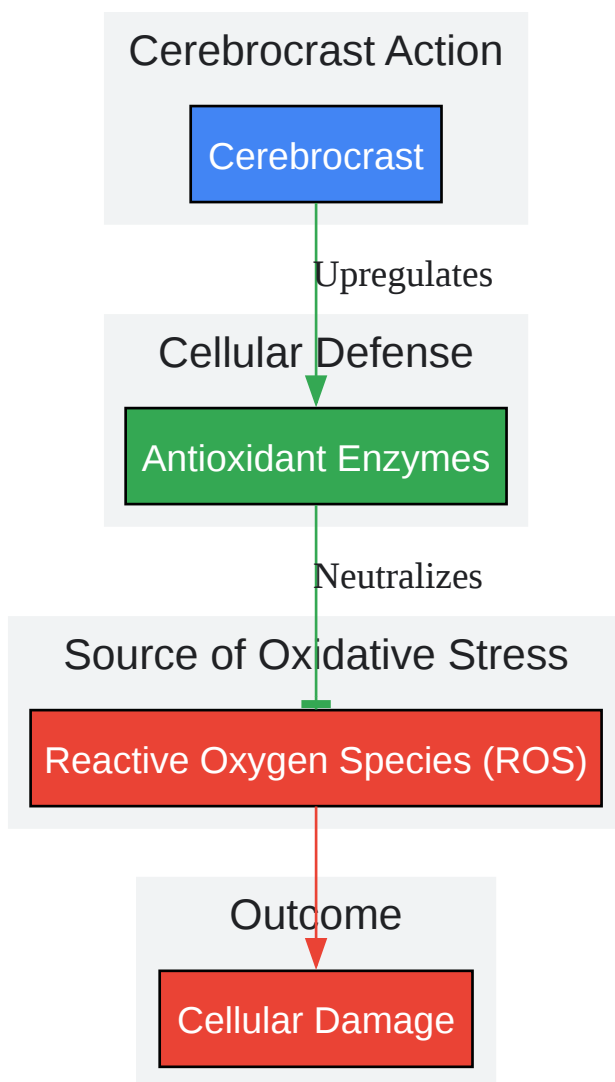 Cerebrocrast Action
Cerebrocrast
Upregulates
Cellular Defense
Antioxidant Enzymes
Neutralizes
Source of Oxidative Stress
Reactive Oxygen Species (ROS)
Outcome
Cellular Damage